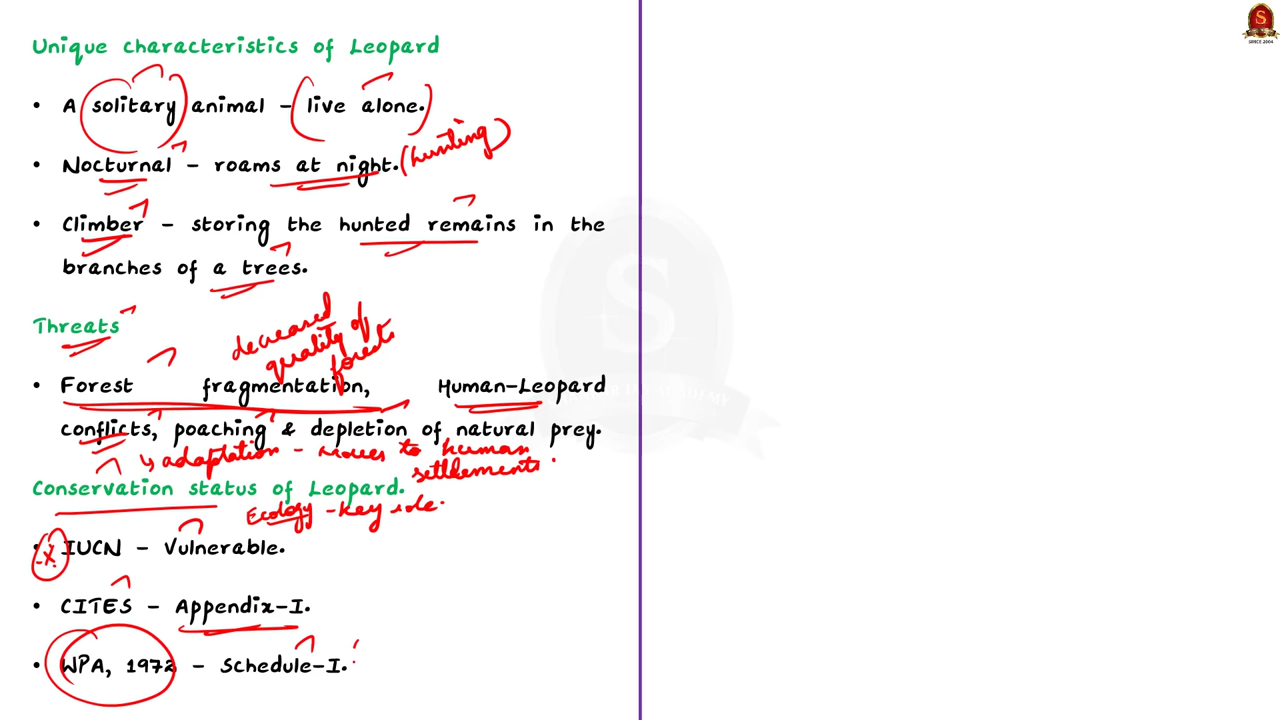 Unique characteristics of Leopard
• A solitary animal – live alone.
• Nocturnal – roams at night. (hunting)
• Climber – storing the hunted remains in the
branches of a trees.
Threats
decreased
quality of
forests
• Forest fragmentation, Human-Leopard
conflicts, poaching & depletion of natural prey.
↳ adaptation - moves to human
settlements.
Conservation status of Leopard.
Ecology - key role.
• IUCN – Vulnerable.
• CITES – Appendix-I.
• WPA, 1972 – Schedule-I.
S
SINCE 2004